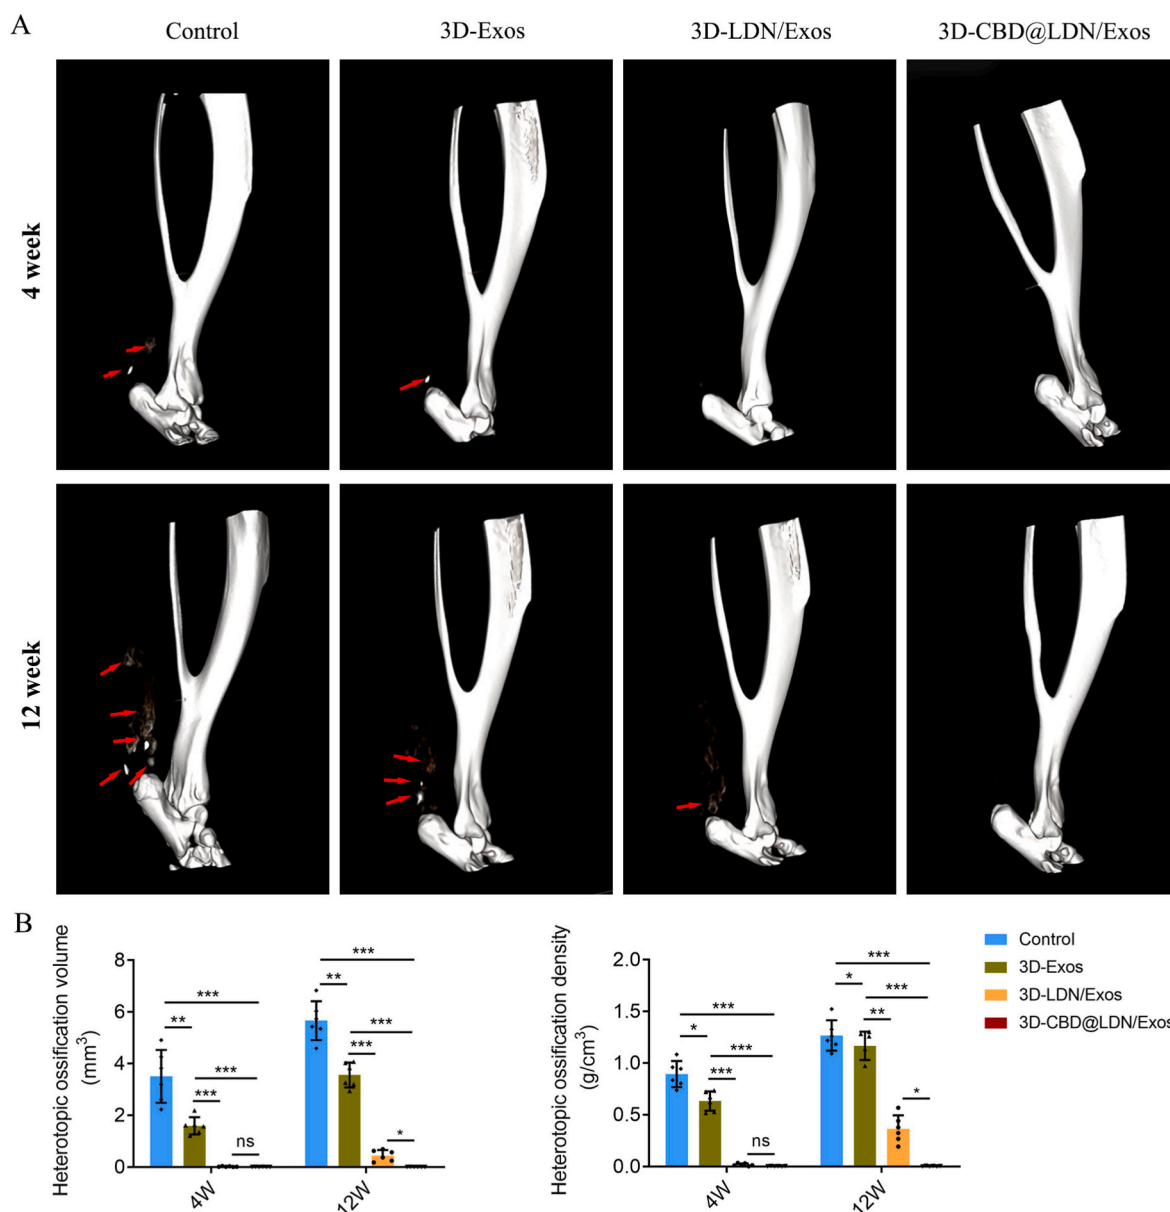 A
Control
3D-Exos
3D-LDN/Exos
3D-CBD@LDN/Exos
4 week
12 week
B
Heterotopic ossification volume
(mm³)
8
6
4
2
0
***
**
***
***
ns
***
**
***
***
*
4W
12W
Heterotopic ossification density
(g/cm³)
2.0
1.5
1.0
0.5
0.0
***
*
***
***
ns
***
*
***
**
*
4W
12W
Control
3D-Exos
3D-LDN/Exos
3D-CBD@LDN/Exos